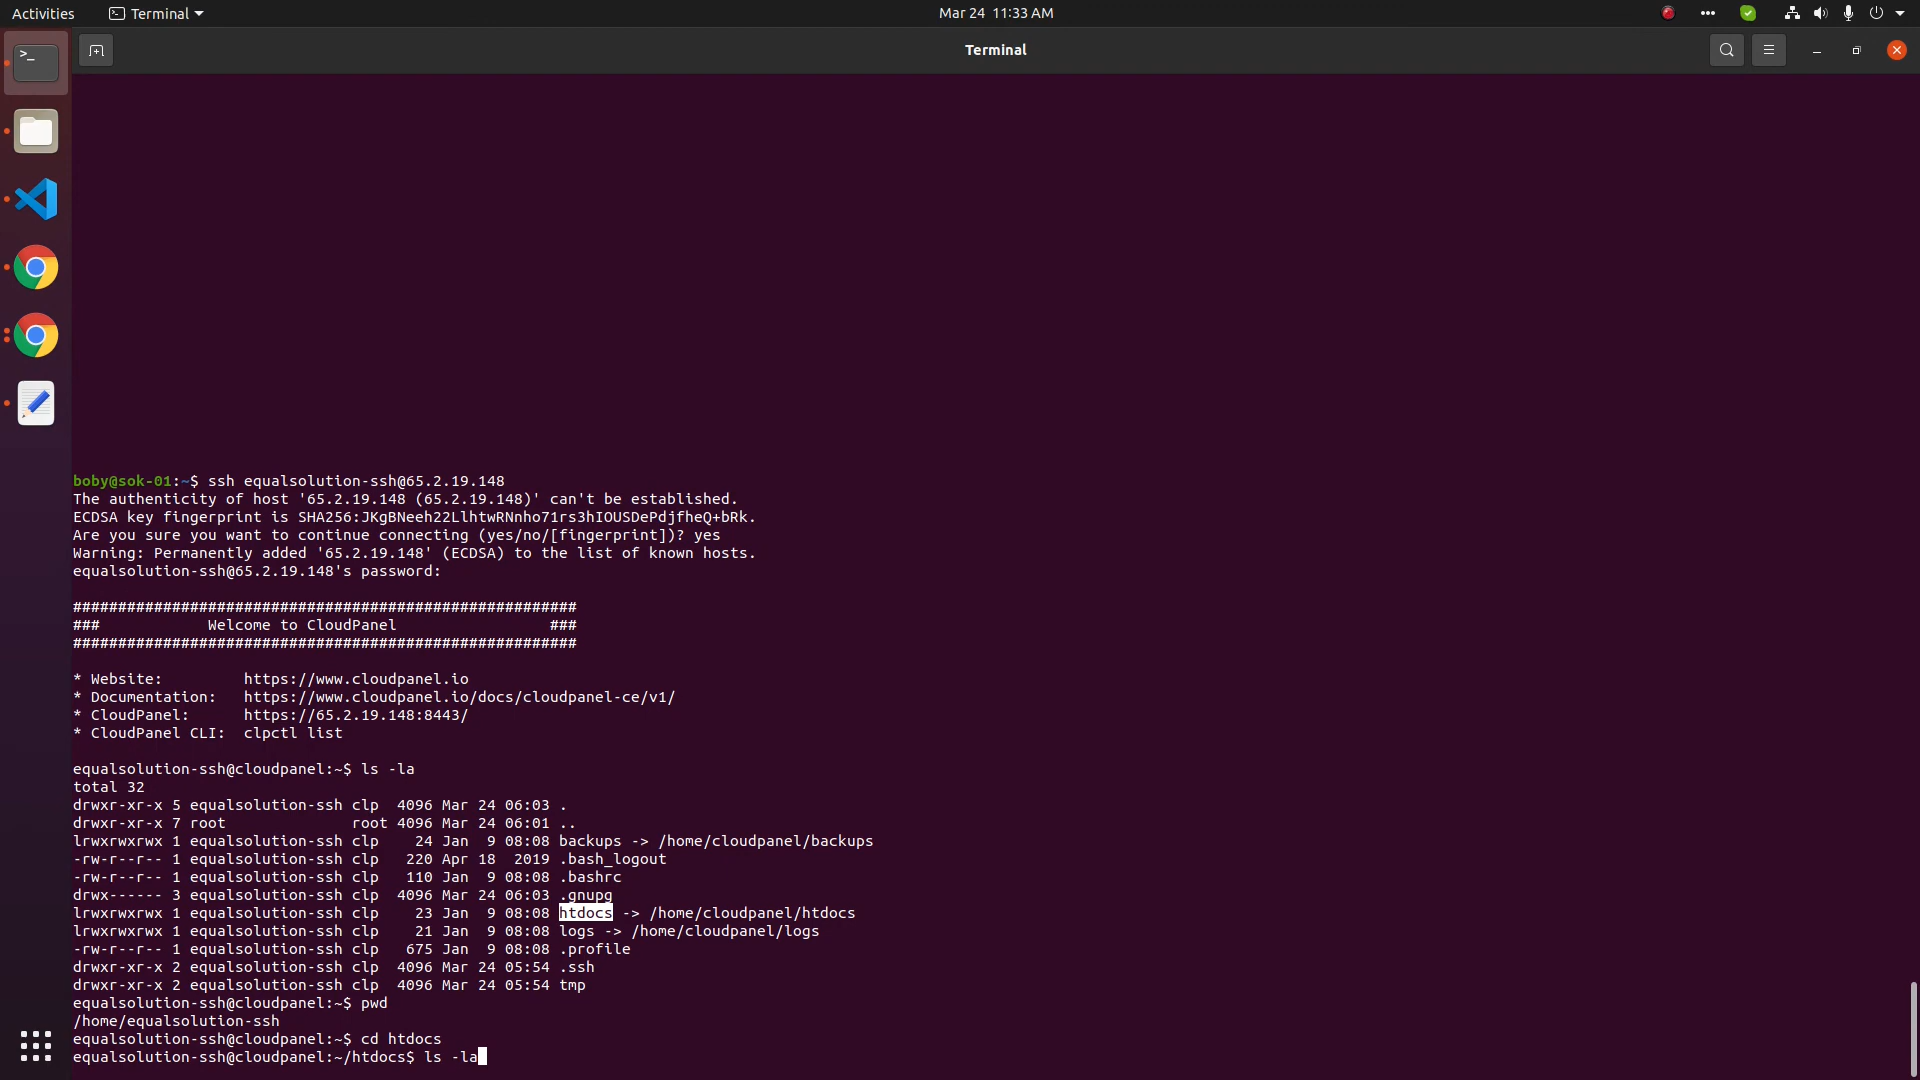 Activities
Terminal
Mar 24 11:33 AM
Terminal
boby@sok-01:~$ ssh equalsolution-ssh@65.2.19.148
The authenticity of host '65.2.19.148 (65.2.19.148)' can't be established.
ECDSA key fingerprint is SHA256:JKgBNeeh22LlhtwRNnho71rs3hIOUSDePdjfheQ+bRk.
Are you sure you want to continue connecting (yes/no/[fingerprint])? yes
Warning: Permanently added '65.2.19.148' (ECDSA) to the list of known hosts.
equalsolution-ssh@65.2.19.148's password:
########################################################
### Welcome to CloudPanel ###
########################################################
* Website: https://www.cloudpanel.io
* Documentation: https://www.cloudpanel.io/docs/cloudpanel-ce/v1/
* CloudPanel: https://65.2.19.148:8443/
* CloudPanel CLI: clpctl list
equalsolution-ssh@cloudpanel:~$ ls -la
total 32
drwxr-xr-x 5 equalsolution-ssh clp 4096 Mar 24 06:03 .
drwxr-xr-x 7 root root 4096 Mar 24 06:01 ..
lrwxrwxrwx 1 equalsolution-ssh clp 24 Jan 9 08:08 backups -> /home/cloudpanel/backups
-rw-r--r-- 1 equalsolution-ssh clp 220 Apr 18 2019 .bash_logout
-rw-r--r-- 1 equalsolution-ssh clp 110 Jan 9 08:08 .bashrc
drwx------ 3 equalsolution-ssh clp 4096 Mar 24 06:03 .gnupg
lrwxrwxrwx 1 equalsolution-ssh clp 23 Jan 9 08:08 htdocs -> /home/cloudpanel/htdocs
lrwxrwxrwx 1 equalsolution-ssh clp 21 Jan 9 08:08 logs -> /home/cloudpanel/logs
-rw-r--r-- 1 equalsolution-ssh clp 675 Jan 9 08:08 .profile
drwxr-xr-x 2 equalsolution-ssh clp 4096 Mar 24 05:54 .ssh
drwxr-xr-x 2 equalsolution-ssh clp 4096 Mar 24 05:54 tmp
equalsolution-ssh@cloudpanel:~$ pwd
/home/equalsolution-ssh
equalsolution-ssh@cloudpanel:~$ cd htdocs
equalsolution-ssh@cloudpanel:~/htdocs$ ls -la